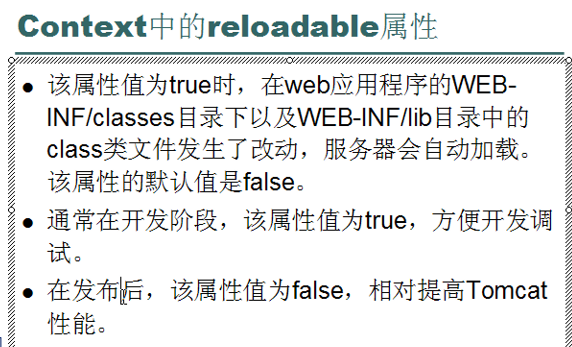 Context中的reloadable属性
● 该属性值为true时，在web应用程序的WEB-
INF/classes目录下以及WEB-INF/lib目录中的
class类文件发生了改动，服务器会自动加载。
该属性的默认值是false。
● 通常在开发阶段，该属性值为true，方便开发调
试。
● 在发布后，该属性值为false，相对提高Tomcat
性能。